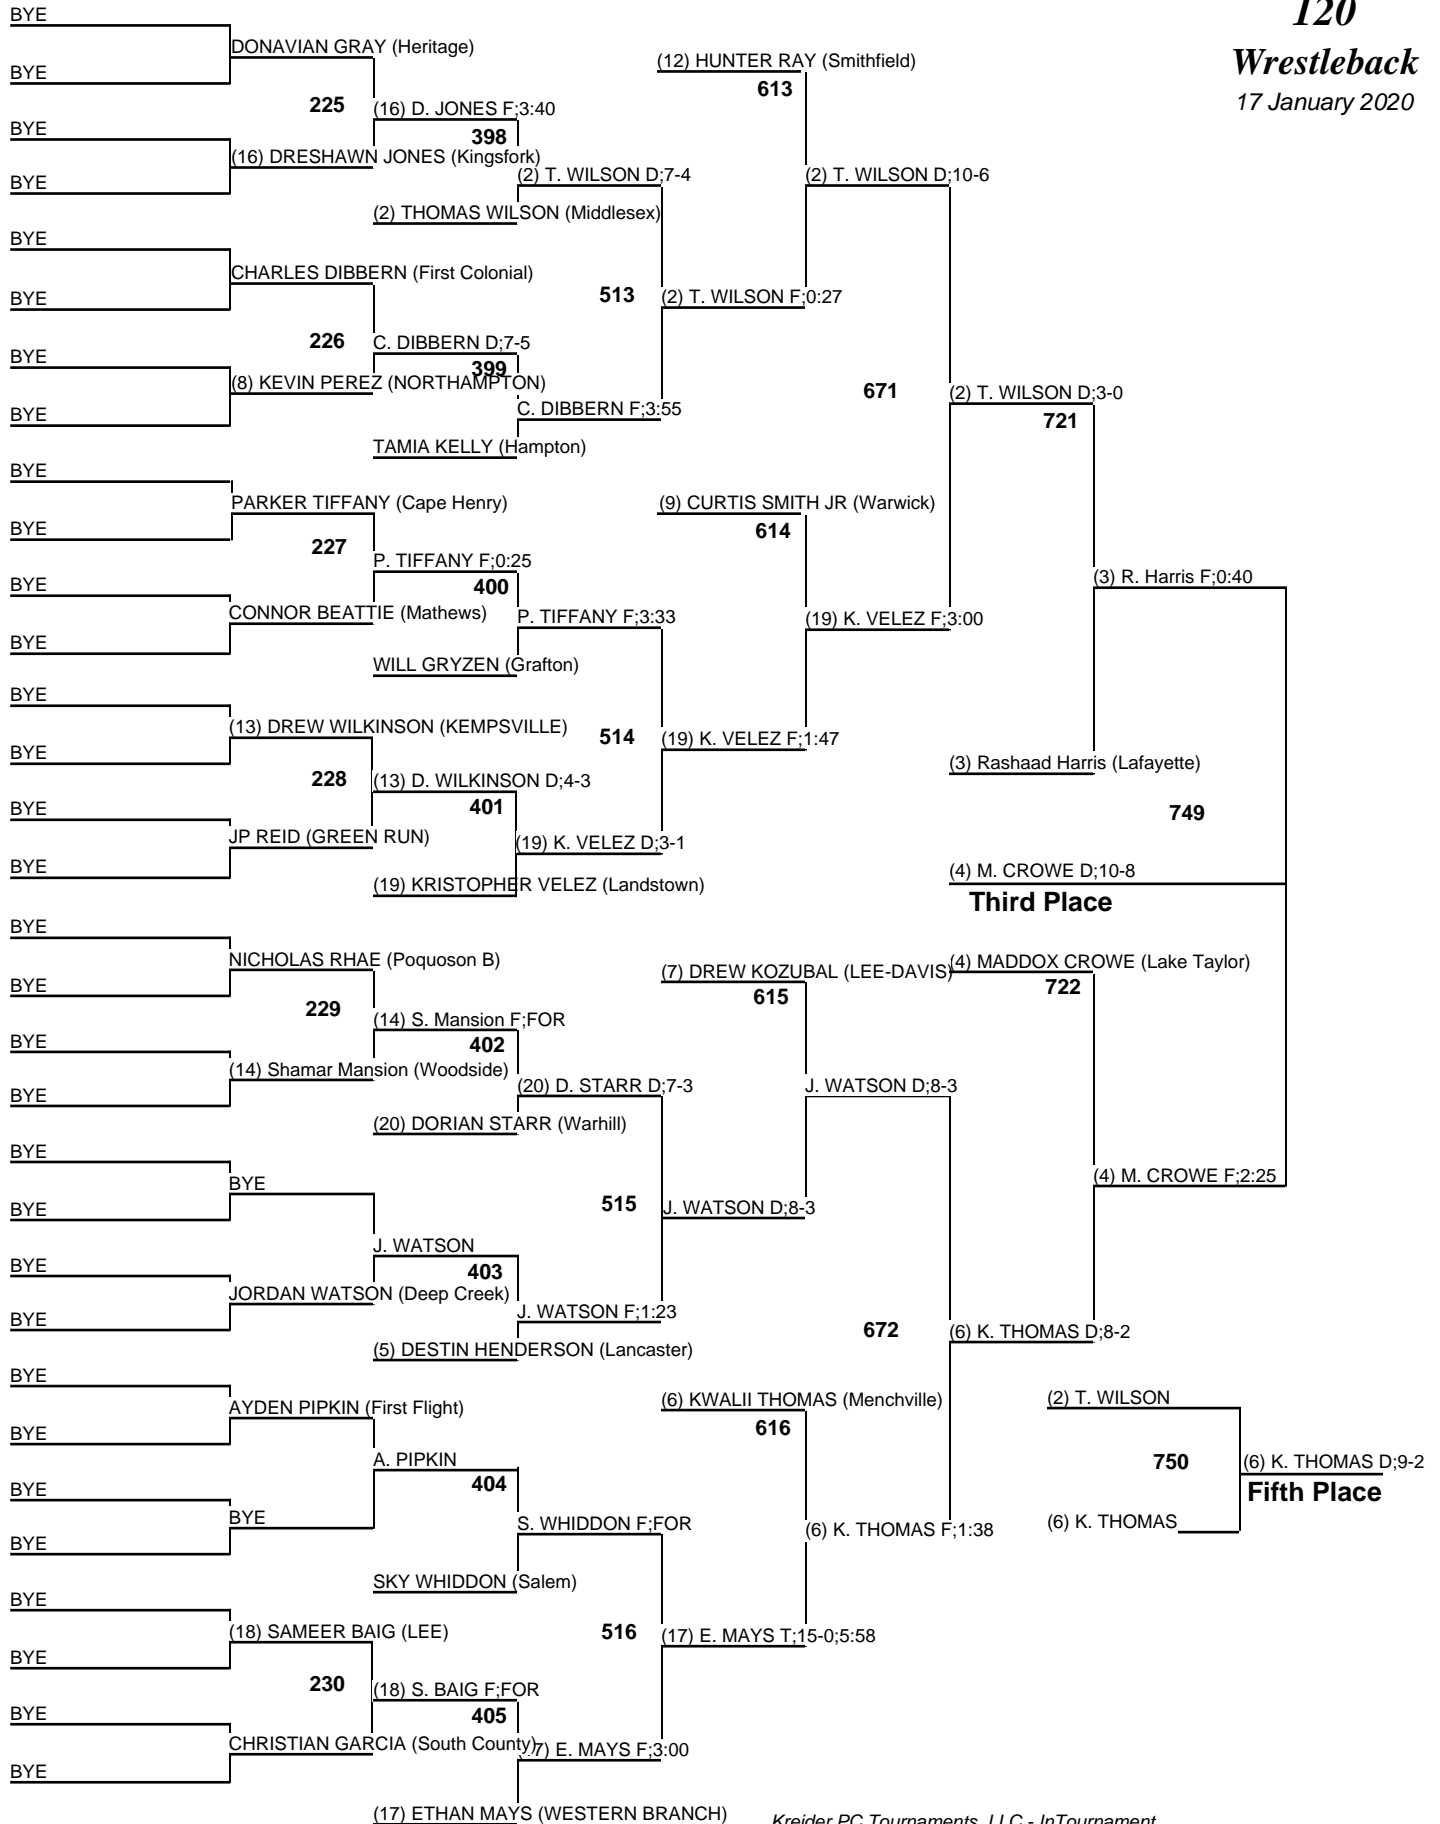 120
Wrestleback
17 January 2020
BYE
DONAVIAN GRAY (Heritage)
(12) HUNTER RAY (Smithfield)
BYE
613
225
(16) D. JONES F;3:40
BYE
398
(16) DRESHAWN JONES (Kingsfork)
BYE
(2) T. WILSON D;7-4
(2) T. WILSON D;10-6
(2) THOMAS WILSON (Middlesex)
BYE
CHARLES DIBBERN (First Colonial)
BYE
513
(2) T. WILSON F;0:27
226
C. DIBBERN D;7-5
BYE
399
(8) KEVIN PEREZ (NORTHAMPTON)
671
(2) T. WILSON D;3-0
BYE
C. DIBBERN F;3:55
721
TAMIA KELLY (Hampton)
BYE
PARKER TIFFANY (Cape Henry)
(9) CURTIS SMITH JR (Warwick)
BYE
614
227
P. TIFFANY F;0:25
(3) R. Harris F;0:40
BYE
400
CONNOR BEATTIE (Mathews)
P. TIFFANY F;3:33
(19) K. VELEZ F;3:00
BYE
WILL GRYZEN (Grafton)
BYE
(13) DREW WILKINSON (KEMPSVILLE)
514
(19) K. VELEZ F;1:47
BYE
(3) Rashaad Harris (Lafayette)
228
(13) D. WILKINSON D;4-3
BYE
401
749
JP REID (GREEN RUN)
(19) K. VELEZ D;3-1
BYE
(4) M. CROWE D;10-8
(19) KRISTOPHER VELEZ (Landstown)
Third Place
BYE
NICHOLAS RHAE (Poquoson B)
(7) DREW KOZUBAL (LEE-DAVIS)
(4) MADDOX CROWE (Lake Taylor)
BYE
615
722
229
(14) S. Mansion F;FOR
BYE
402
(14) Shamar Mansion (Woodside)
BYE
(20) D. STARR D;7-3
J. WATSON D;8-3
(20) DORIAN STARR (Warhill)
BYE
BYE
(4) M. CROWE F;2:25
BYE
515
J. WATSON D;8-3
J. WATSON
BYE
403
JORDAN WATSON (Deep Creek)
BYE
J. WATSON F;1:23
672
(6) K. THOMAS D;8-2
(5) DESTIN HENDERSON (Lancaster)
BYE
AYDEN PIPKIN (First Flight)
(6) KWALII THOMAS (Menchville)
(2) T. WILSON
BYE
616
A. PIPKIN
750
(6) K. THOMAS D;9-2
BYE
404
Fifth Place
BYE
S. WHIDDON F;FOR
(6) K. THOMAS F;1:38
(6) K. THOMAS
BYE
SKY WHIDDON (Salem)
BYE
(18) SAMEER BAIG (LEE)
516
(17) E. MAYS T;15-0;5:58
BYE
230
(18) S. BAIG F;FOR
BYE
405
CHRISTIAN GARCIA (South County)
7) E. MAYS F;3:00
BYE
(17) ETHAN MAYS (WESTERN BRANCH)
Kreider PC Tournaments, LLC - InTournament